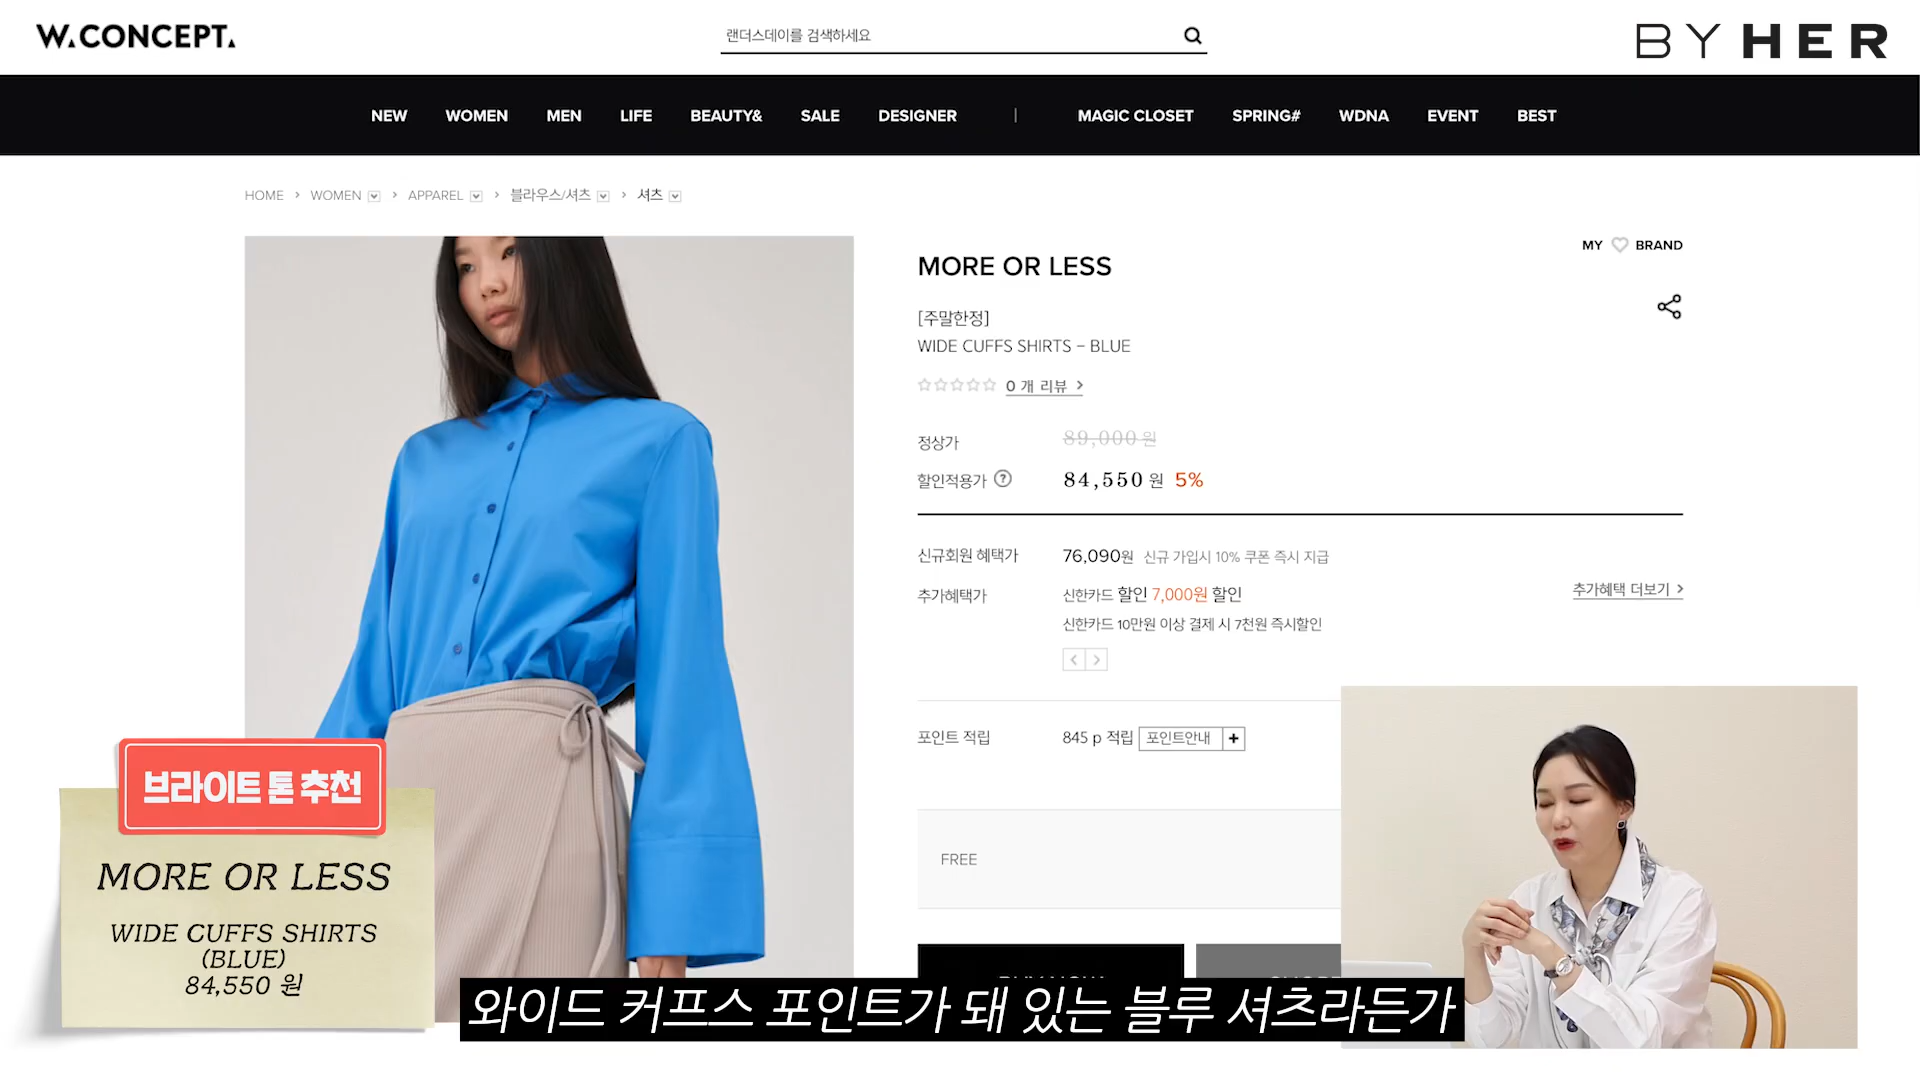 W.CONCEPT.
랜더스데이를 검색하세요
BY HER
NEW WOMEN MEN LIFE BEAUTY& SALE DESIGNER | MAGIC CLOSET SPRING# WDNA EVENT BEST
HOME > WOMEN > APPAREL > 블라우스/셔츠 > 셔츠
MY BRAND
MORE OR LESS
[주말한정]
WIDE CUFFS SHIRTS – BLUE
0 개 리뷰 >
정상가 89,000 원
할인적용가 ? 84,550 원 5%
신규회원 혜택가 76,090원 신규 가입시 10% 쿠폰 즉시 지급
추가혜택가 신한카드 할인 7,000원 할인
추가혜택 더보기 >
신한카드 10만원 이상 결제 시 7천원 즉시할인
포인트 적립 845 p 적립 포인트안내 +
FREE
브라이트 톤 추천
MORE OR LESS
WIDE CUFFS SHIRTS
(BLUE)
84,550 원
와이드 커프스 포인트가 돼 있는 블루 셔츠라든가